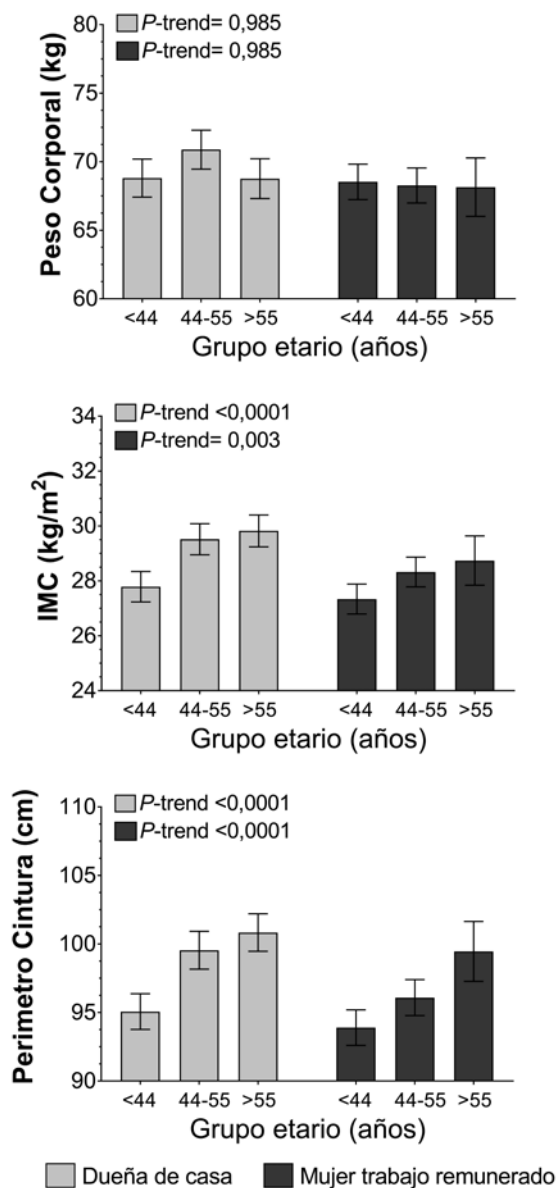 P-trend= 0,985
P-trend= 0,985
Peso Corporal (kg)
80
75
70
65
60
<44 44-55 >55 <44 44-55 >55
Grupo etario (años)
P-trend <0,0001
P-trend= 0,003
IMC (kg/m²)
34
32
30
28
26
24
<44 44-55 >55 <44 44-55 >55
Grupo etario (años)
P-trend <0,0001
P-trend <0,0001
Perimetro Cintura (cm)
110
105
100
95
90
<44 44-55 >55 <44 44-55 >55
Grupo etario (años)
Dueña de casa Mujer trabajo remunerado